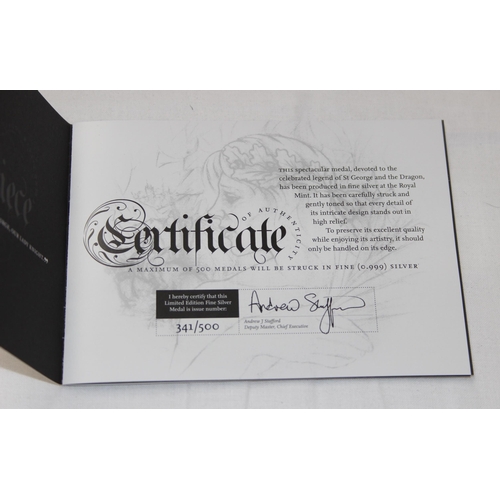 iece
THIS spectacular medal, devoted to the
celebrated legend of St George and the Dragon,
has been produced in fine silver at the Royal
Mint. It has been carefully struck and
gently toned so that every detail of
its intricate design stands out in
high relief.
To preserve its excellent quality
while enjoying its artistry, it should
only be handled on its edge.
Certificate
OF AUTHENTICITY
A MAXIMUM OF 500 MEDALS WILL BE STRUCK IN FINE (0.999) SILVER
I hereby certify that this
Limited Edition Fine Silver
Medal is issue number:
341/500
Andrew Stafford
Andrew J Stafford
Deputy Master, Chief Executive